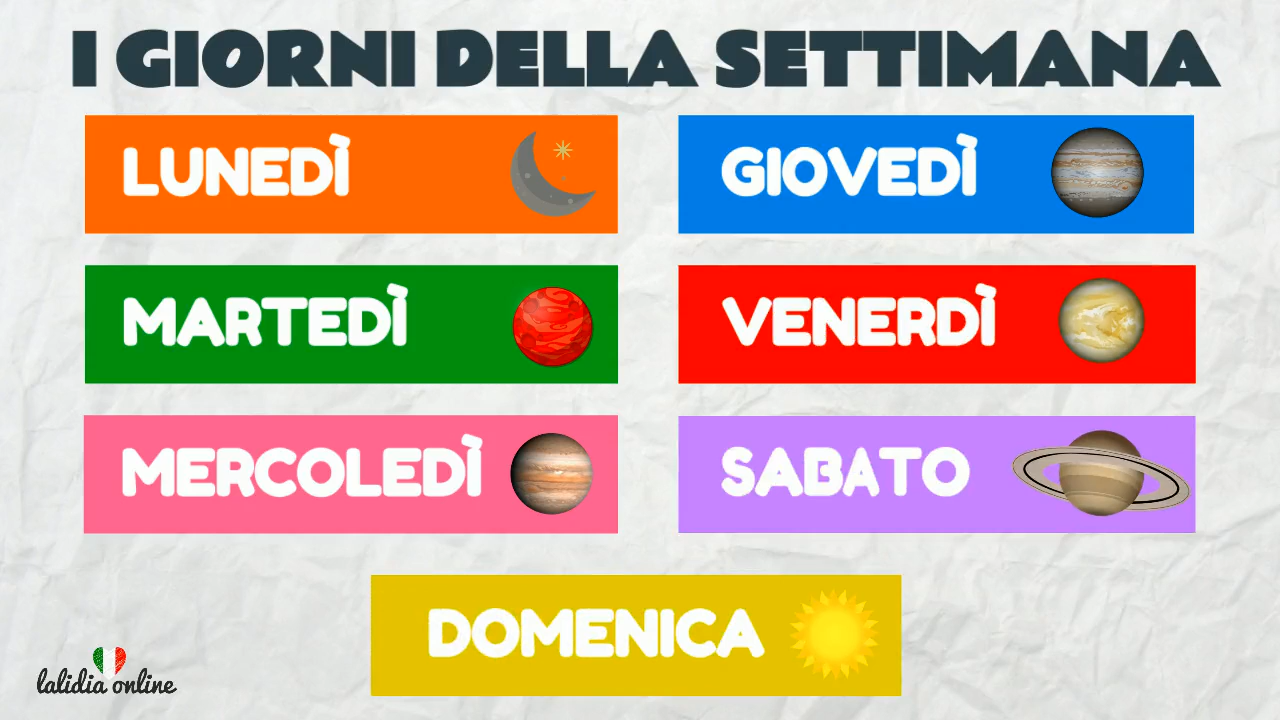 I GIORNI DELLA SETTIMANA
LUNEDÌ
MARTEDÌ
MERCOLEDÌ
GIOVEDÌ
VENERDÌ
SABATO
DOMENICA
lalidia online